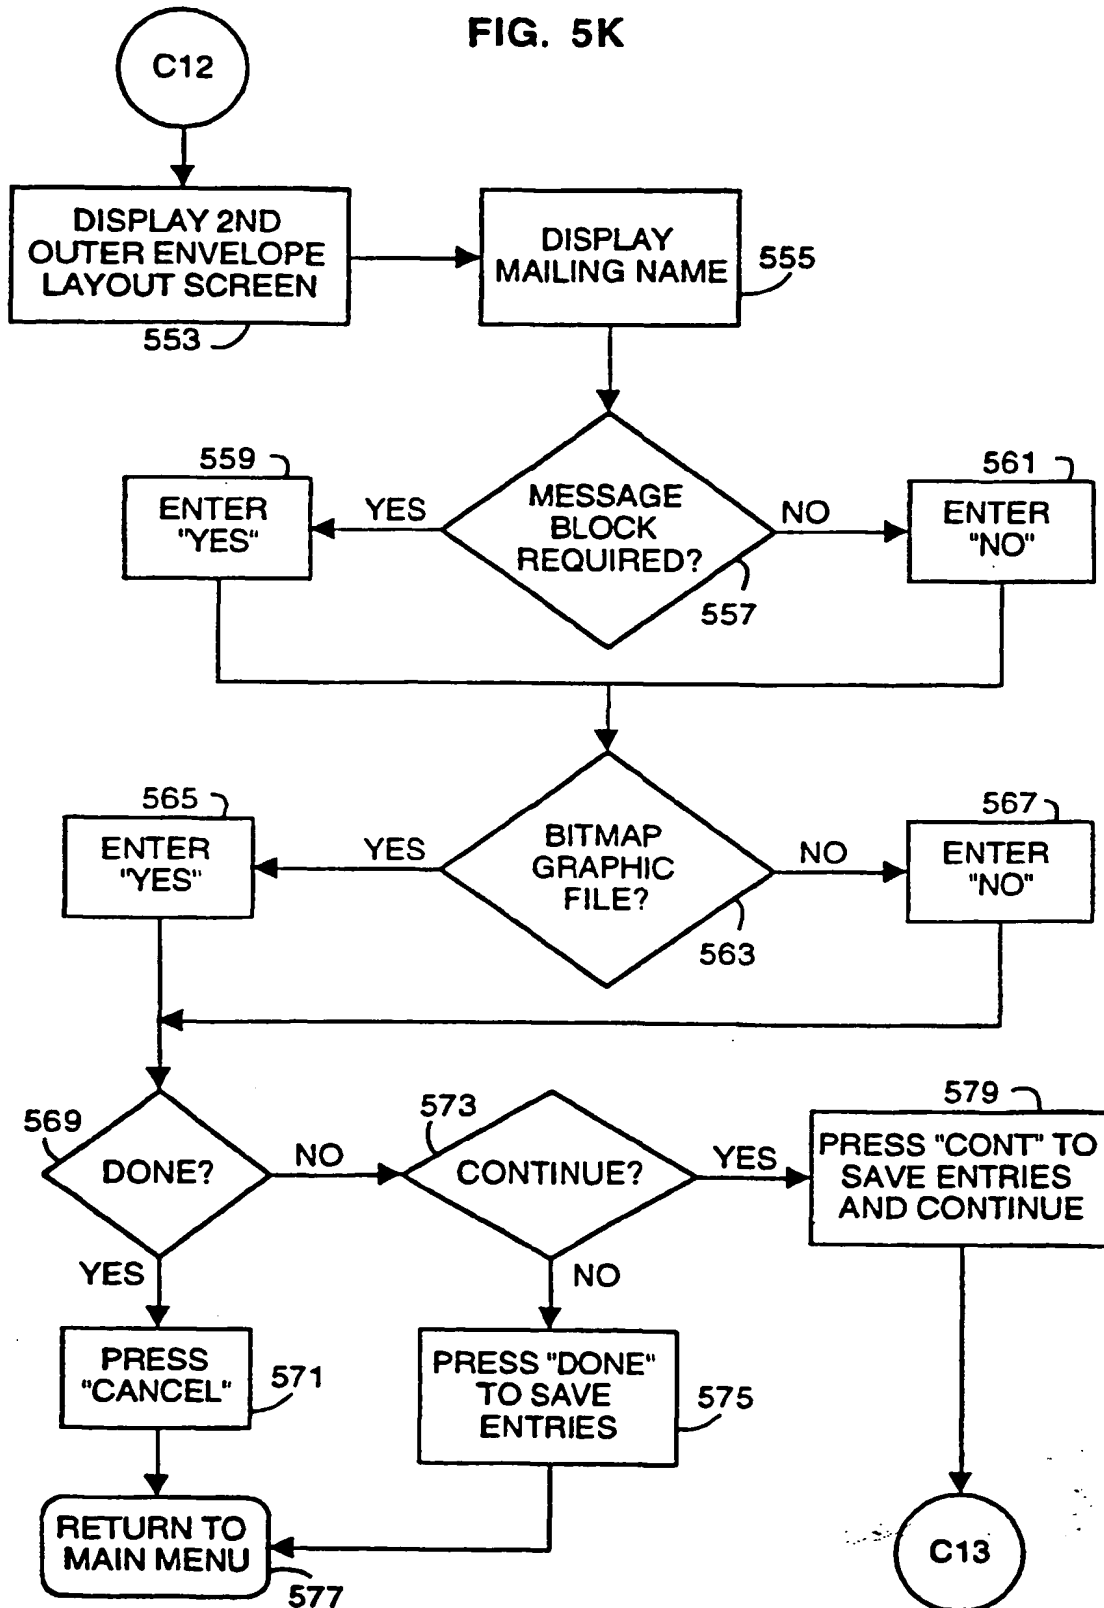 FIG. 5K
C12
DISPLAY 2ND
OUTER ENVELOPE
LAYOUT SCREEN
553
DISPLAY
MAILING NAME
555
559
ENTER
"YES"
YES
MESSAGE
BLOCK
REQUIRED?
557
NO
561
ENTER
"NO"
565
ENTER
"YES"
YES
BITMAP
GRAPHIC
FILE?
563
NO
567
ENTER
"NO"
569
DONE?
NO
573
CONTINUE?
YES
579
PRESS "CONT" TO
SAVE ENTRIES
AND CONTINUE
YES
NO
PRESS
"CANCEL"
571
PRESS "DONE"
TO SAVE
ENTRIES
575
RETURN TO
MAIN MENU
577
C13